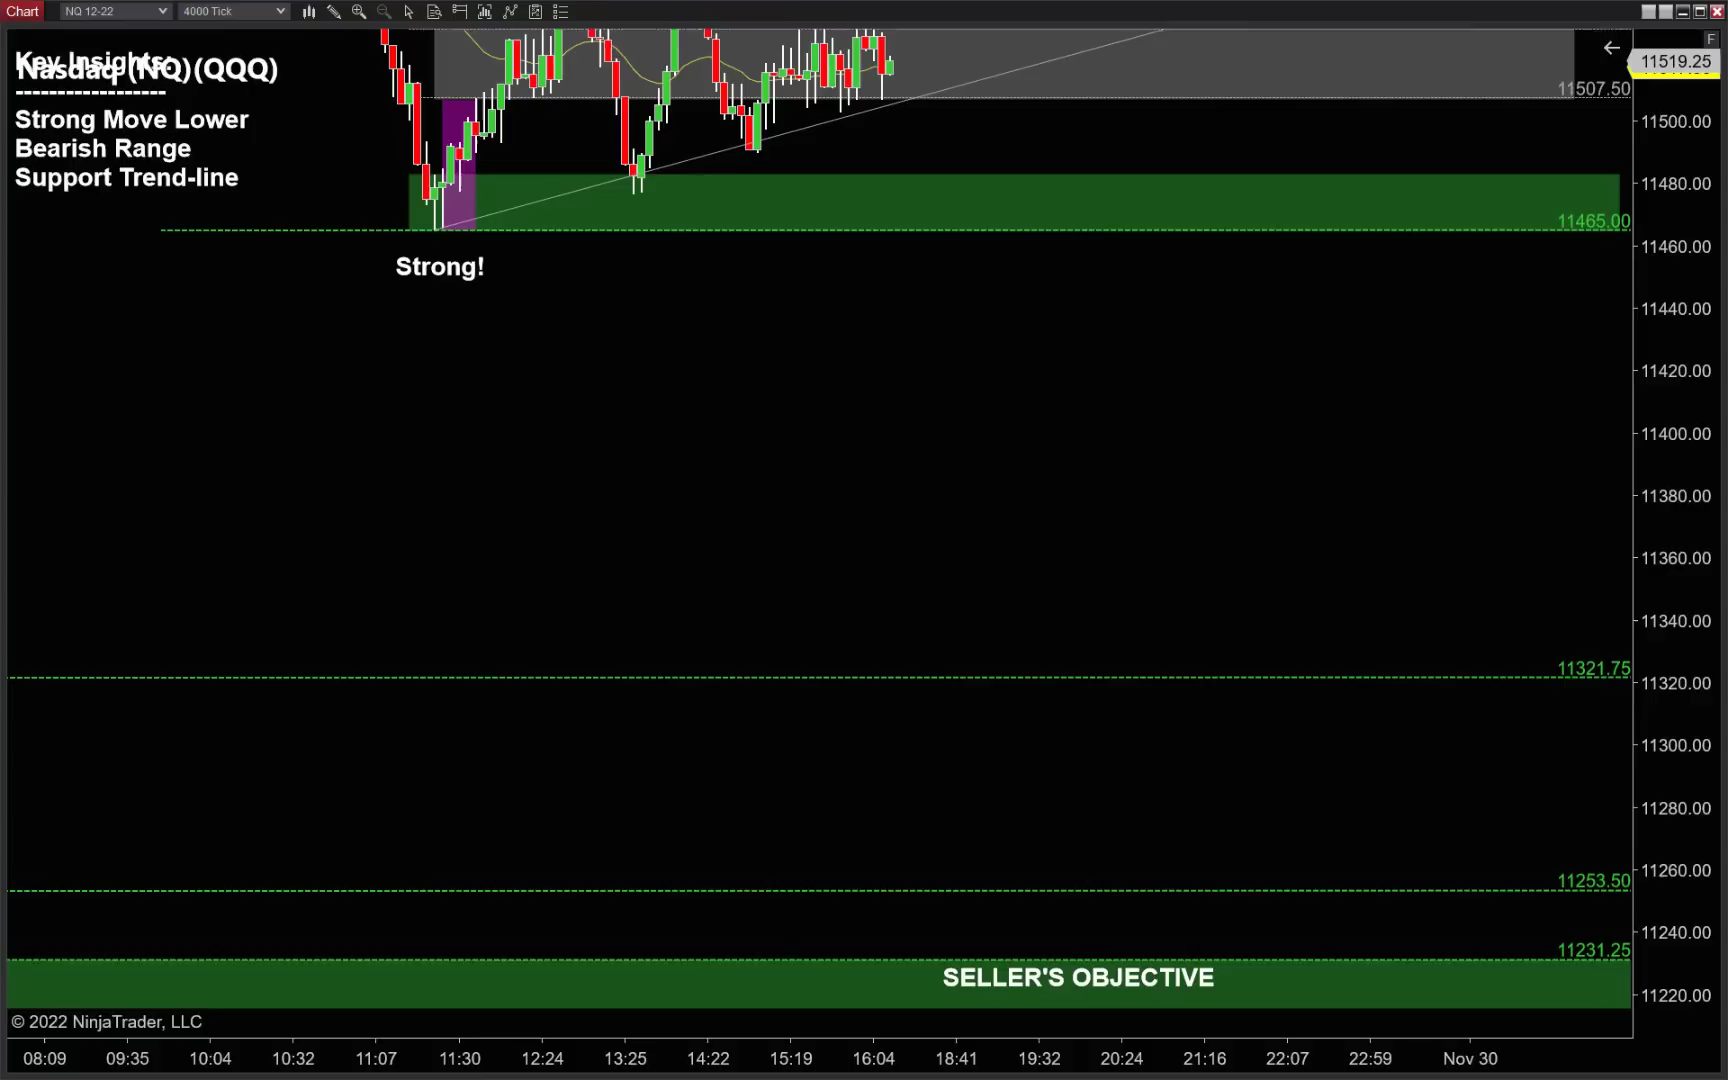 Chart
NQ 12-22
4000 Tick
F
Key Insights:
Nasdaq (NQ)(QQQ)
------------------
Strong Move Lower
Bearish Range
Support Trend-line
Strong!
SELLER'S OBJECTIVE
11519.25
11507.50
11500.00
11480.00
11465.00
11460.00
11440.00
11420.00
11400.00
11380.00
11360.00
11340.00
11321.75
11320.00
11300.00
11280.00
11260.00
11253.50
11240.00
11231.25
11220.00
© 2022 NinjaTrader, LLC
08:09 09:35 10:04 10:32 11:07 11:30 12:24 13:25 14:22 15:19 16:04 18:41 19:32 20:24 21:16 22:07 22:59 Nov 30